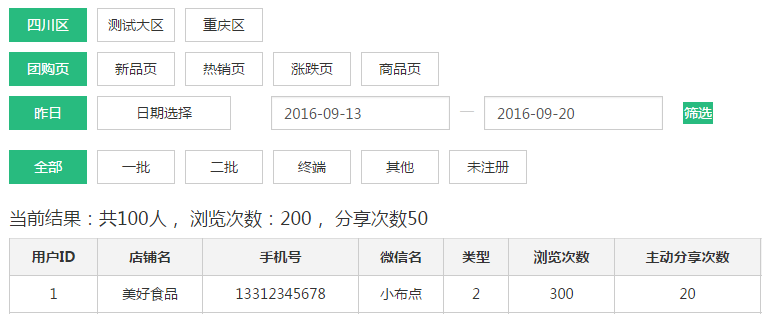 四川区 测试大区 重庆区
团购页 新品页 热销页 涨跌页 商品页
昨日 日期选择 2016-09-13 — 2016-09-20 筛选
全部 一批 二批 终端 其他 未注册
当前结果：共100人， 浏览次数：200， 分享次数50
用户ID 店铺名 手机号 微信名 类型 浏览次数 主动分享次数
1 美好食品 13312345678 小布点 2 300 20